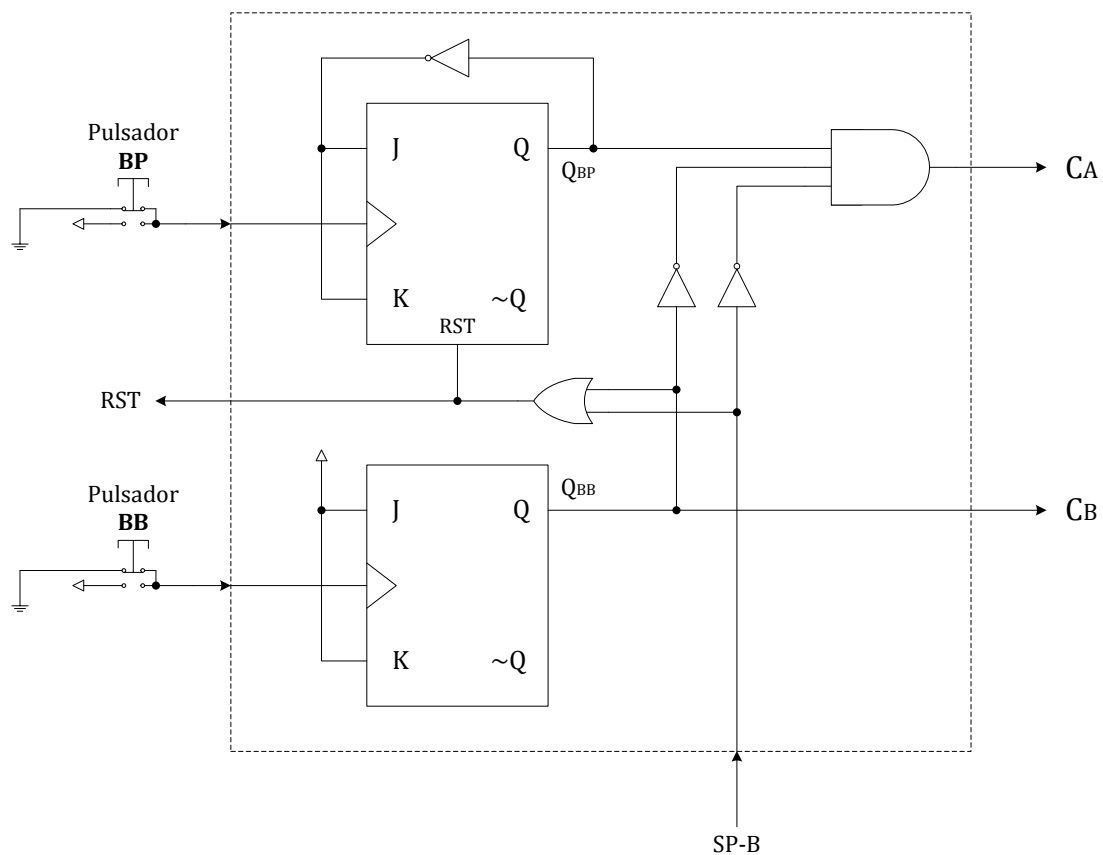 Pulsador
BP
J
Q
QBP
CA
K
~Q
RST
RST
Pulsador
BB
J
Q
QBB
CB
K
~Q
SP-B